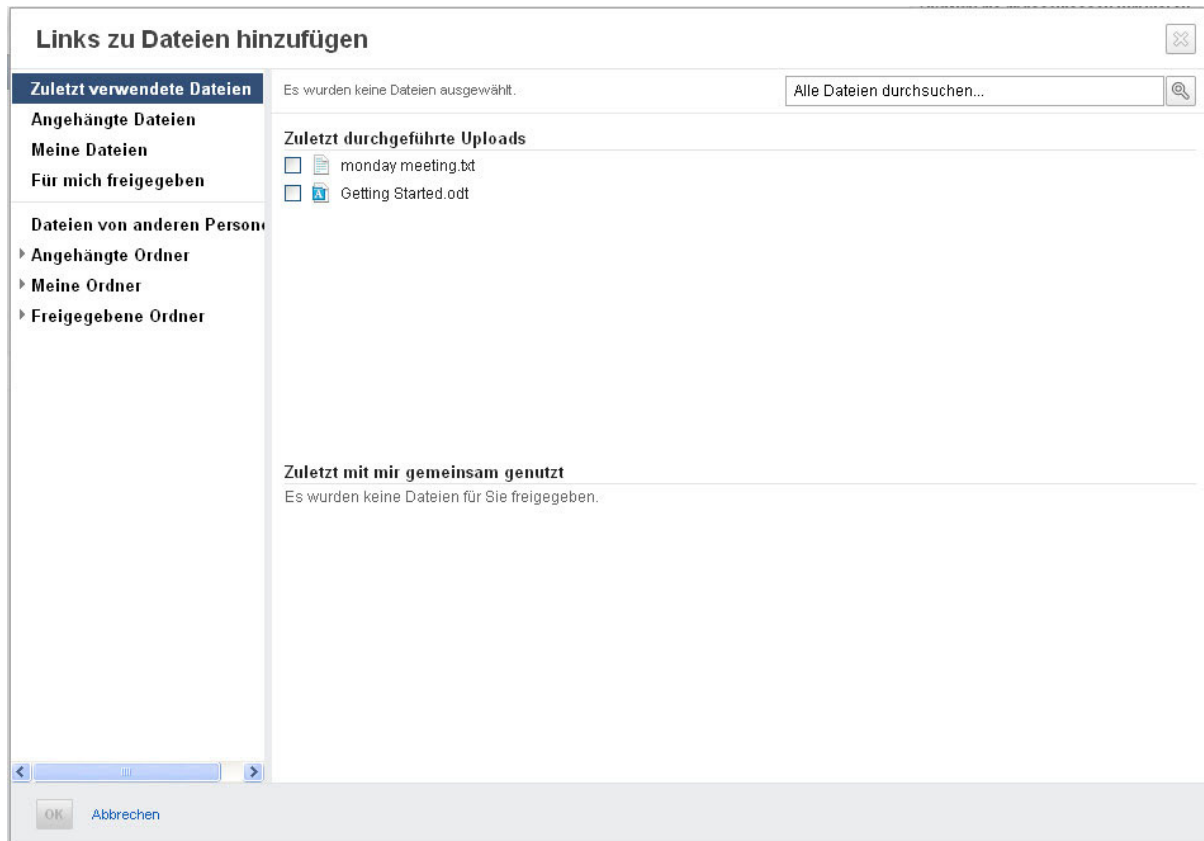 Links zu Dateien hinzufügen
Zuletzt verwendete Dateien
Angehängte Dateien
Meine Dateien
Für mich freigegeben
Dateien von anderen
Angehängte Ordner
Meine Ordner
Freigegebene Ordner
Es wurden keine Dateien ausgewählt.
Alle Dateien durchsuchen...
Zuletzt durchgeführte Uploads
monday meeting.txt
Getting Started.odt
Zuletzt mit mir gemeinsam genutzt
Es wurden keine Dateien für Sie freigegeben.
OK
Abbrechen